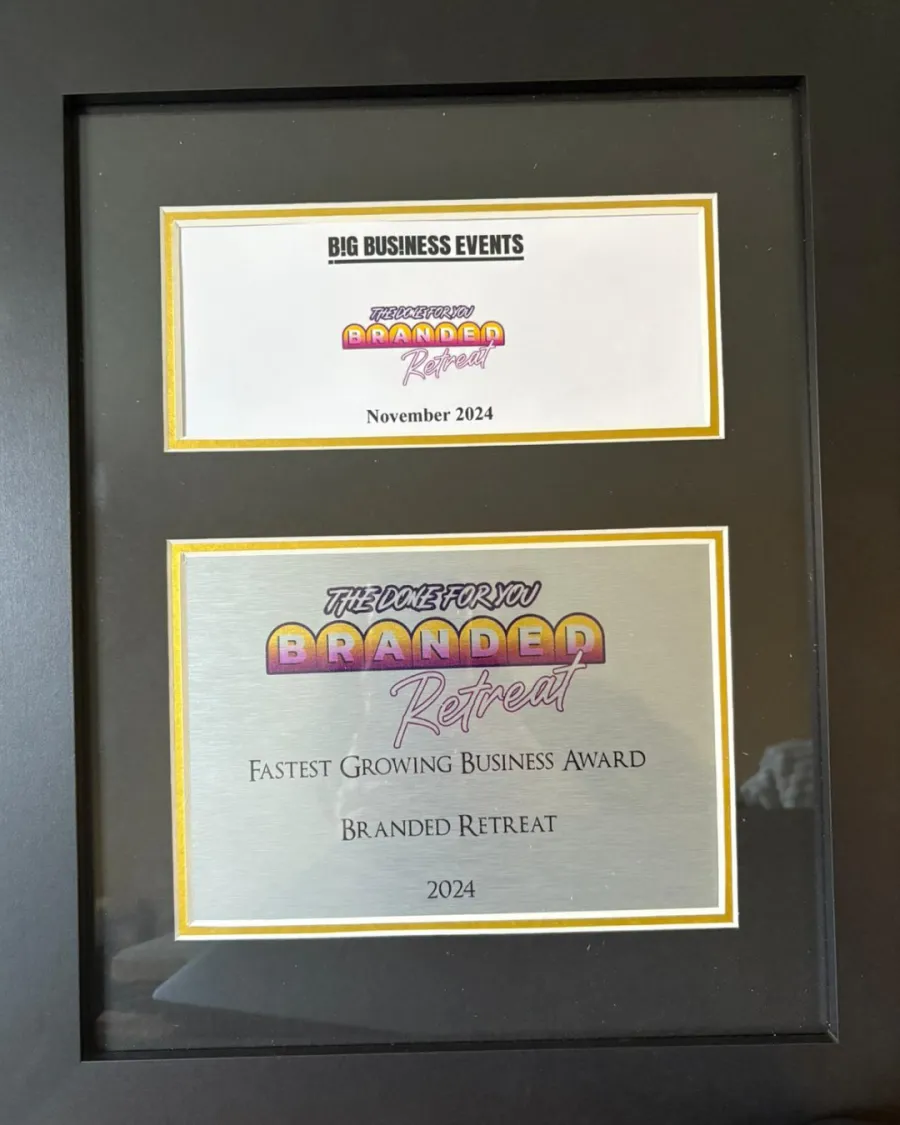 B!G BUS!NESS EVENTS
THE DONE FOR YOU
BRANDED
Retreat
November 2024
THE DONE FOR YOU
BRANDED
Retreat
FASTEST GROWING BUSINESS AWARD
BRANDED RETREAT
2024